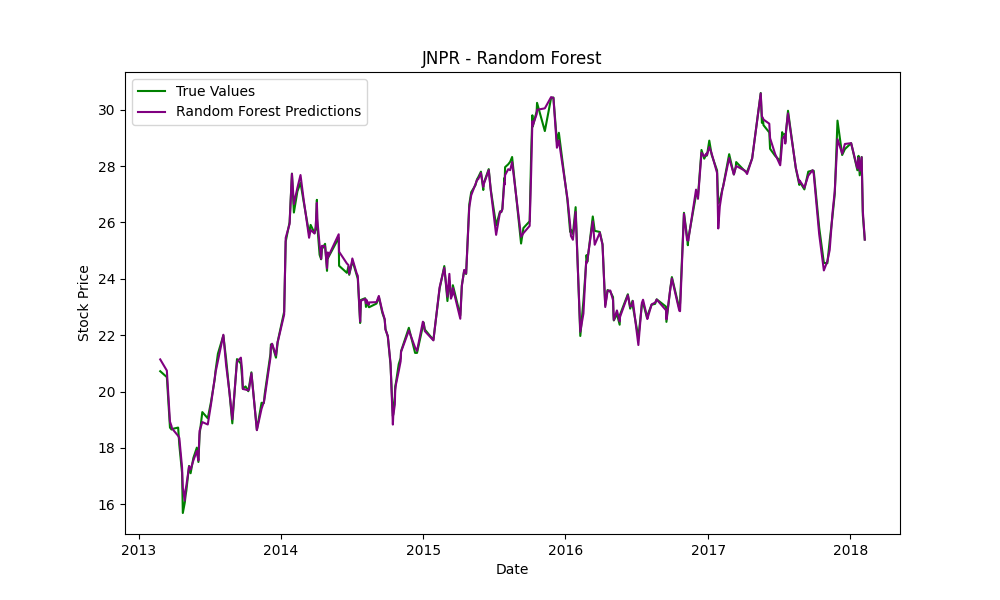 JNPR - Random Forest
True Values
Random Forest Predictions
Stock Price
30
28
26
24
22
20
18
16
2013 2014 2015 2016 2017 2018
Date